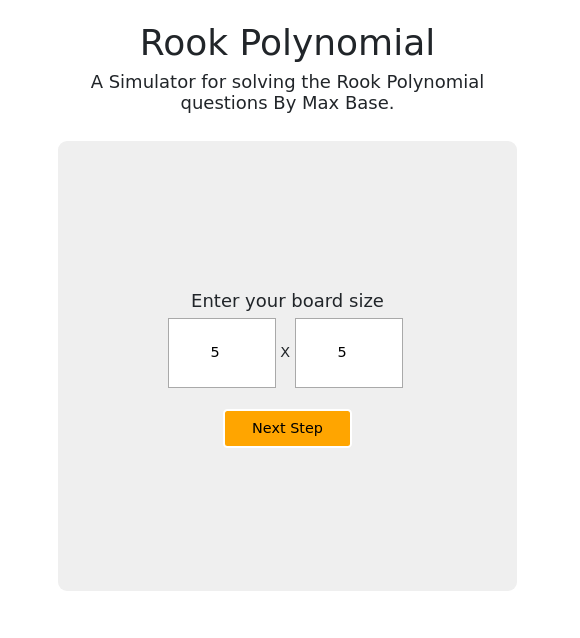 Rook Polynomial
A Simulator for solving the Rook Polynomial
questions By Max Base.
Enter your board size
5 X 5
Next Step